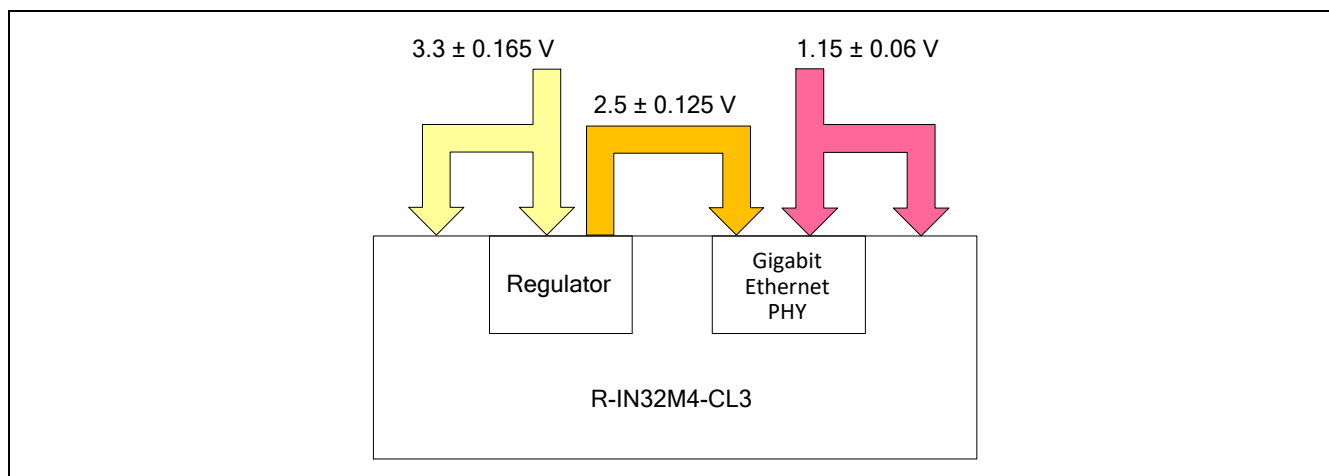 3.3 ± 0.165 V
1.15 ± 0.06 V
2.5 ± 0.125 V
Regulator
Gigabit
Ethernet
PHY
R-IN32M4-CL3